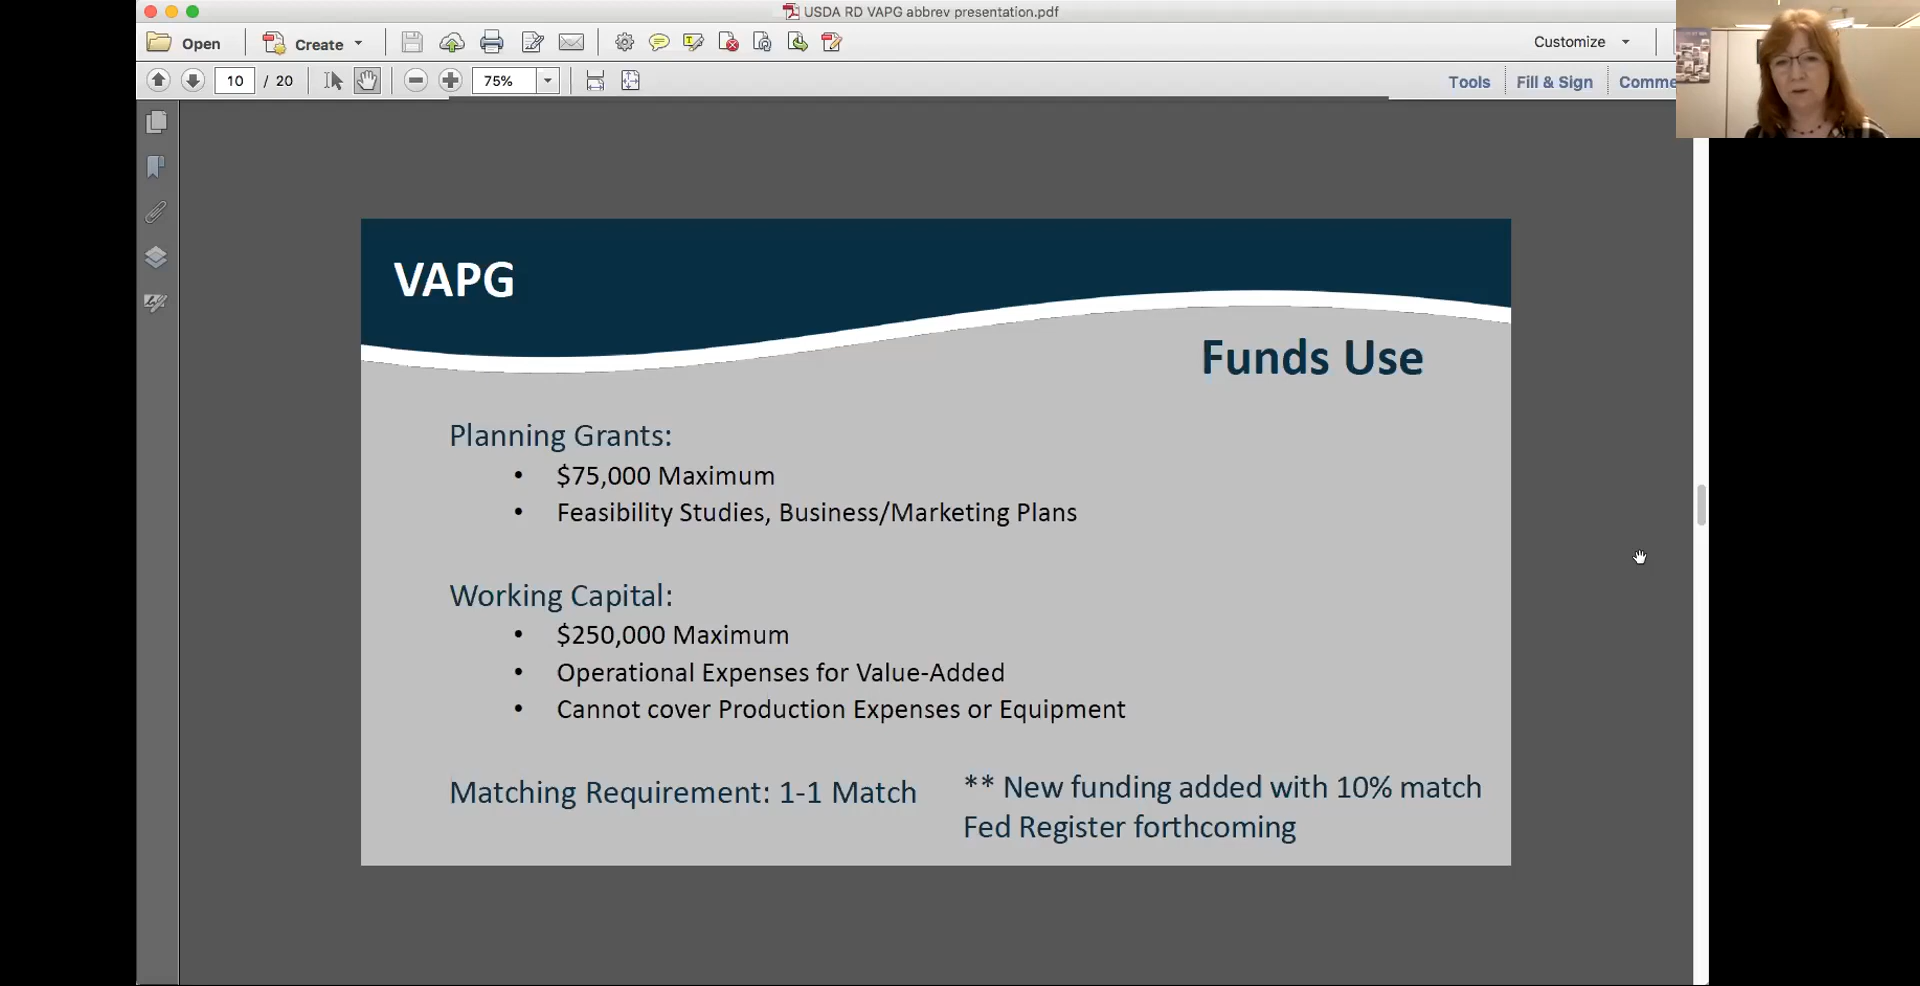 USDA RD VAPG abbrev presentation.pdf
Open
Create
Customize
10 / 20
75%
Tools
Fill & Sign
VAPG
Funds Use
Planning Grants:
• $75,000 Maximum
• Feasibility Studies, Business/Marketing Plans
Working Capital:
• $250,000 Maximum
• Operational Expenses for Value-Added
• Cannot cover Production Expenses or Equipment
Matching Requirement: 1-1 Match
** New funding added with 10% match
Fed Register forthcoming